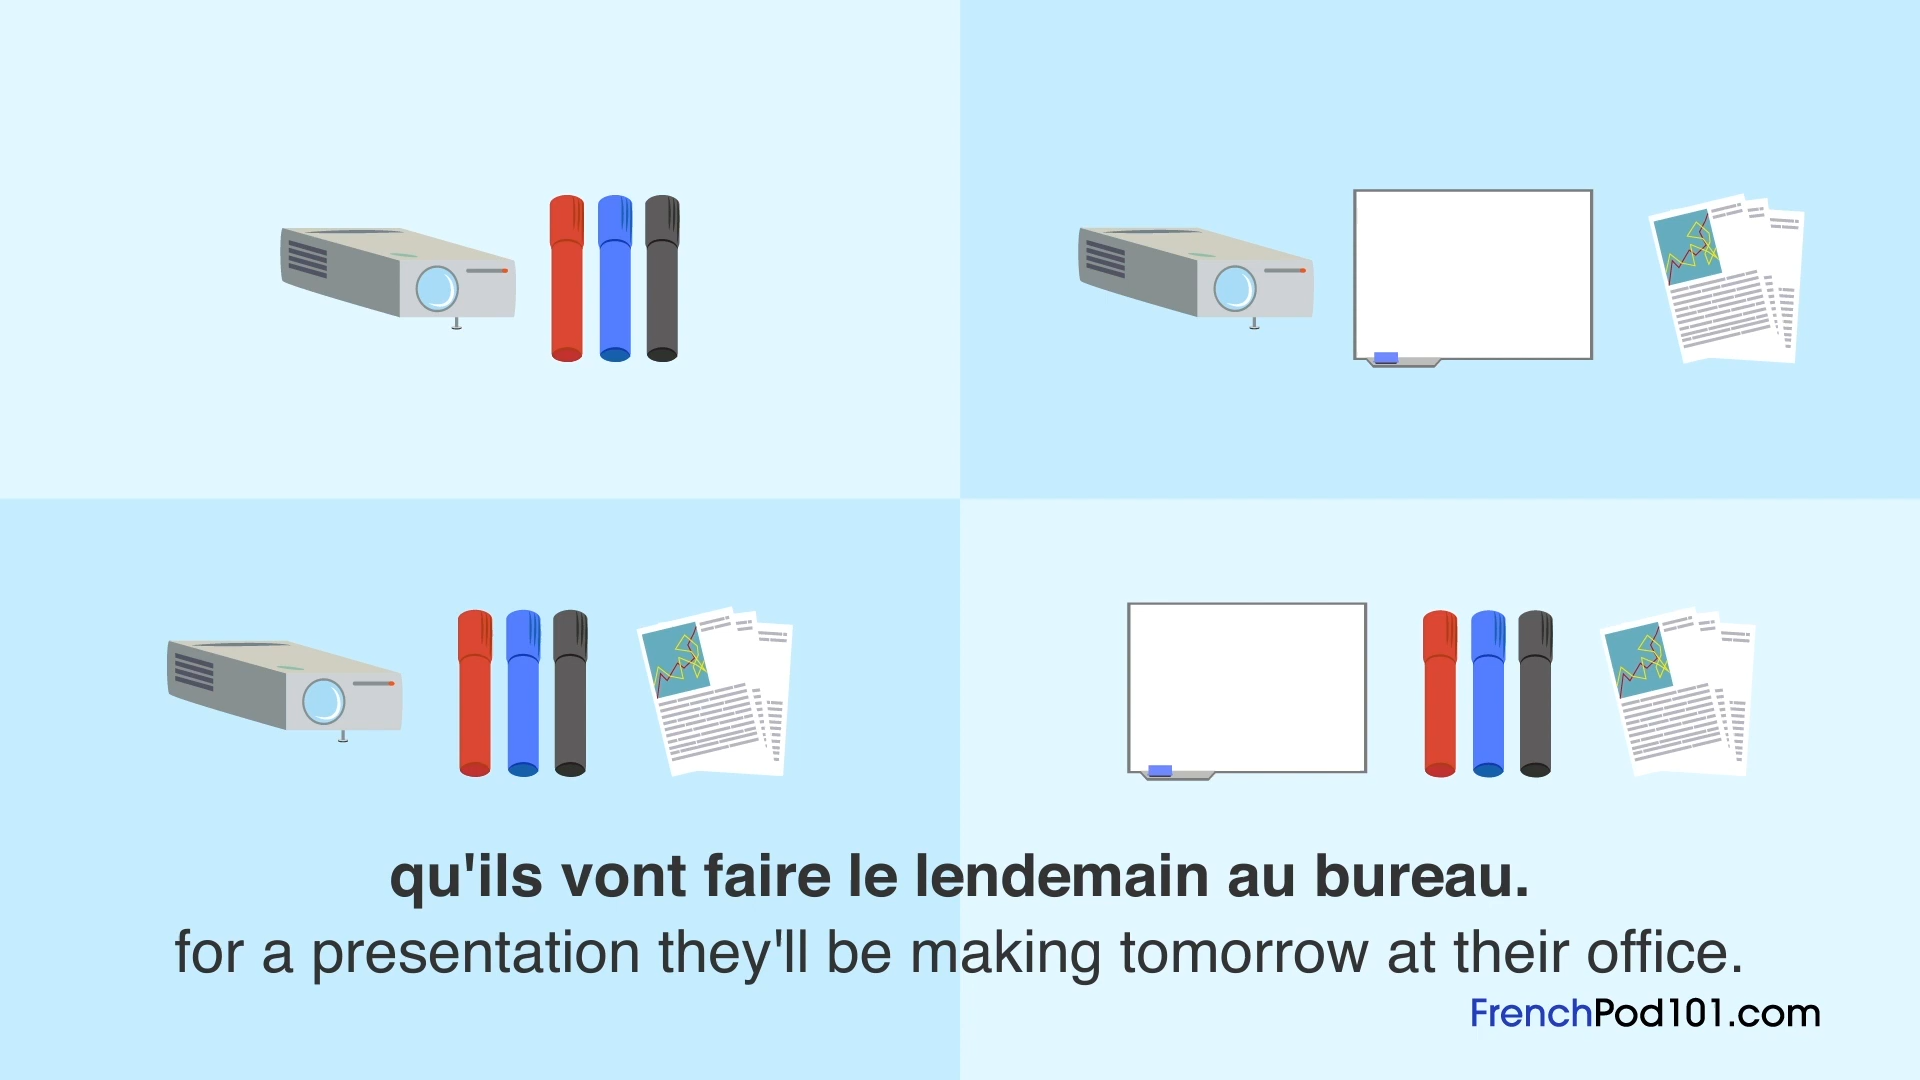 qu'ils vont faire le lendemain au bureau.
for a presentation they'll be making tomorrow at their office.
FrenchPod101.com